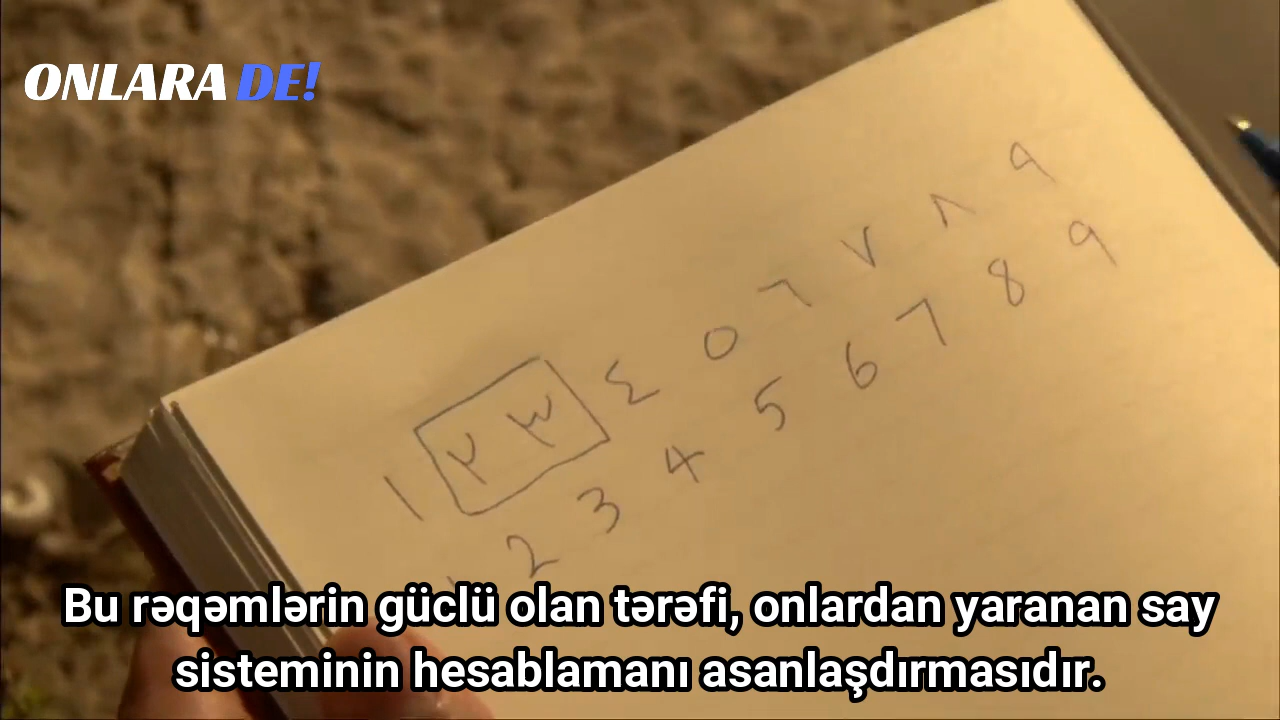 ONLARA DE!
١ ٢ ٣ ٤ ٥ ٦ ٧ ٨ ٩
2 3 4 5 6 7 8 9
Bu rəqəmlərin güclü olan tərəfi, onlardan yaranan say
sisteminin hesablamanı asanlaşdırmasıdır.